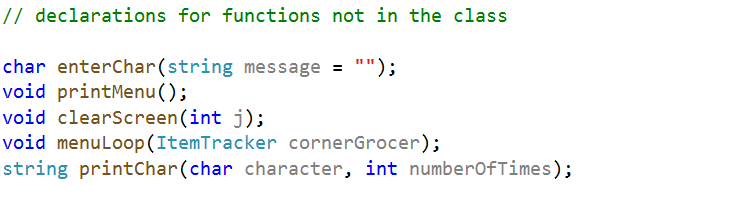 // declarations for functions not in the class
char enterChar(string message = "");
void printMenu();
void clearScreen(int j);
void menuLoop(ItemTracker cornerGrocer);
string printChar(char character, int numberOfTimes);